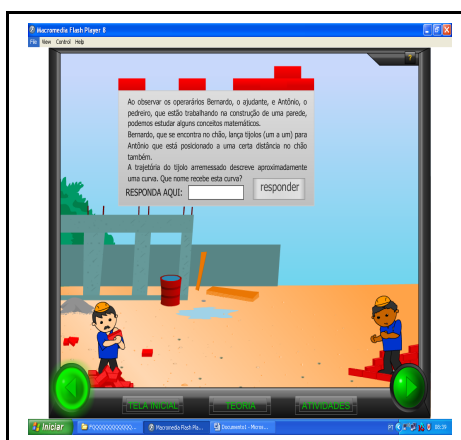 Macromedia Flash Player 8
File View Control Help
7
Ao observar os operarários Bernardo, o ajudante, e Antônio, o
pedreiro, que estão trabalhando na construção de uma parede,
podemos estudar alguns conceitos matemáticos.
Bernardo, que se encontra no chão, lança tijolos (um a um) para
Antônio que está posicionado a uma certa distância no chão
também.
A trajetória do tijolo arremessado descreve aproximadamente
uma curva. Que nome recebe esta curva?
RESPONDA AQUI: responder
TELA INICIAL TEORIA ATIVIDADES
Iniciar Macromedia Flash Pla... Documento1 - Micros... PT